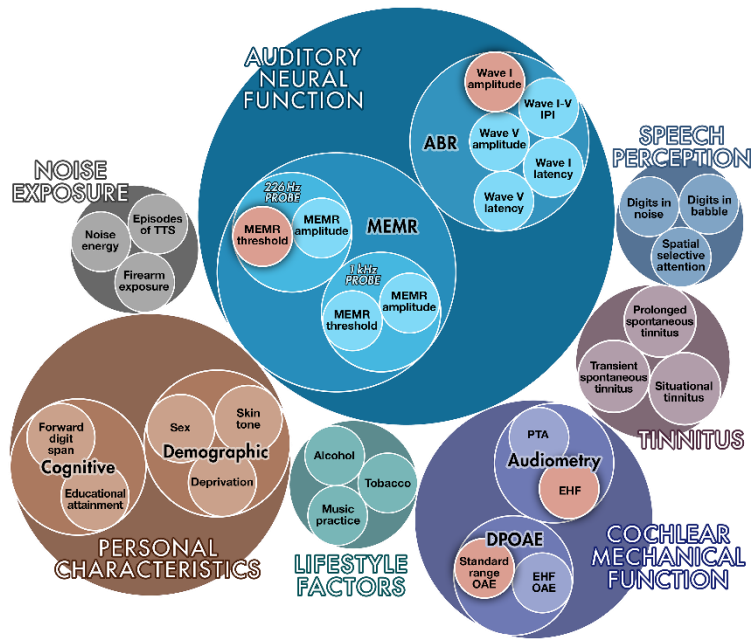 AUDITORY
NEURAL
FUNCTION
Wave I
amplitude
Wave I-V
IPI
ABR
Wave V
amplitude
Wave I
latency
Wave V
latency
226 Hz
PROBE
MEMR
threshold
MEMR
amplitude
MEMR
1 kHz
PROBE
MEMR
threshold
MEMR
amplitude
NOISE
EXPOSURE
Episodes
of TTS
Noise
energy
Firearm
exposure
SPEECH
PERCEPTION
Digits in
noise
Digits in
babble
Spatial
selective
attention
Prolonged
spontaneous
tinnitus
Transient
spontaneous
tinnitus
Situational
tinnitus
TINNITUS
Forward
digit
span
Cognitive
Educational
attainment
Sex
Skin
tone
Demographic
Deprivation
PERSONAL
CHARACTERISTICS
Alcohol
Tobacco
Music
practice
LIFESTYLE
FACTORS
PTA
Audiometry
EHF
DPOAE
Standard
range
OAE
EHF
OAE
COCHLEAR
MECHANICAL
FUNCTION